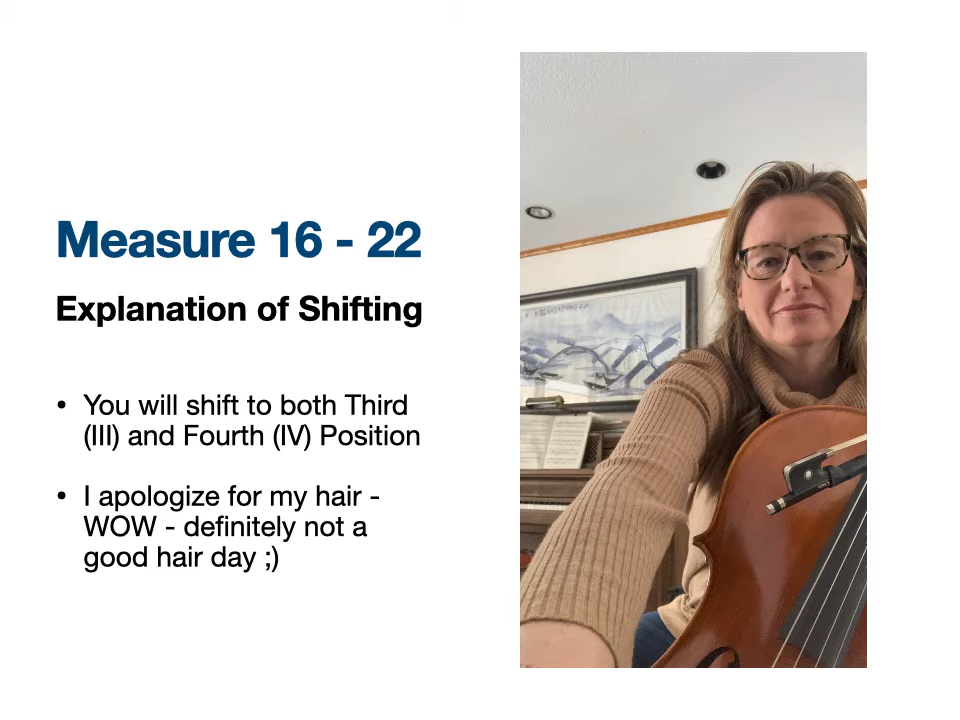 Measure 16 - 22
Explanation of Shifting
• You will shift to both Third
(III) and Fourth (IV) Position
• I apologize for my hair -
WOW - definitely not a
good hair day ;)